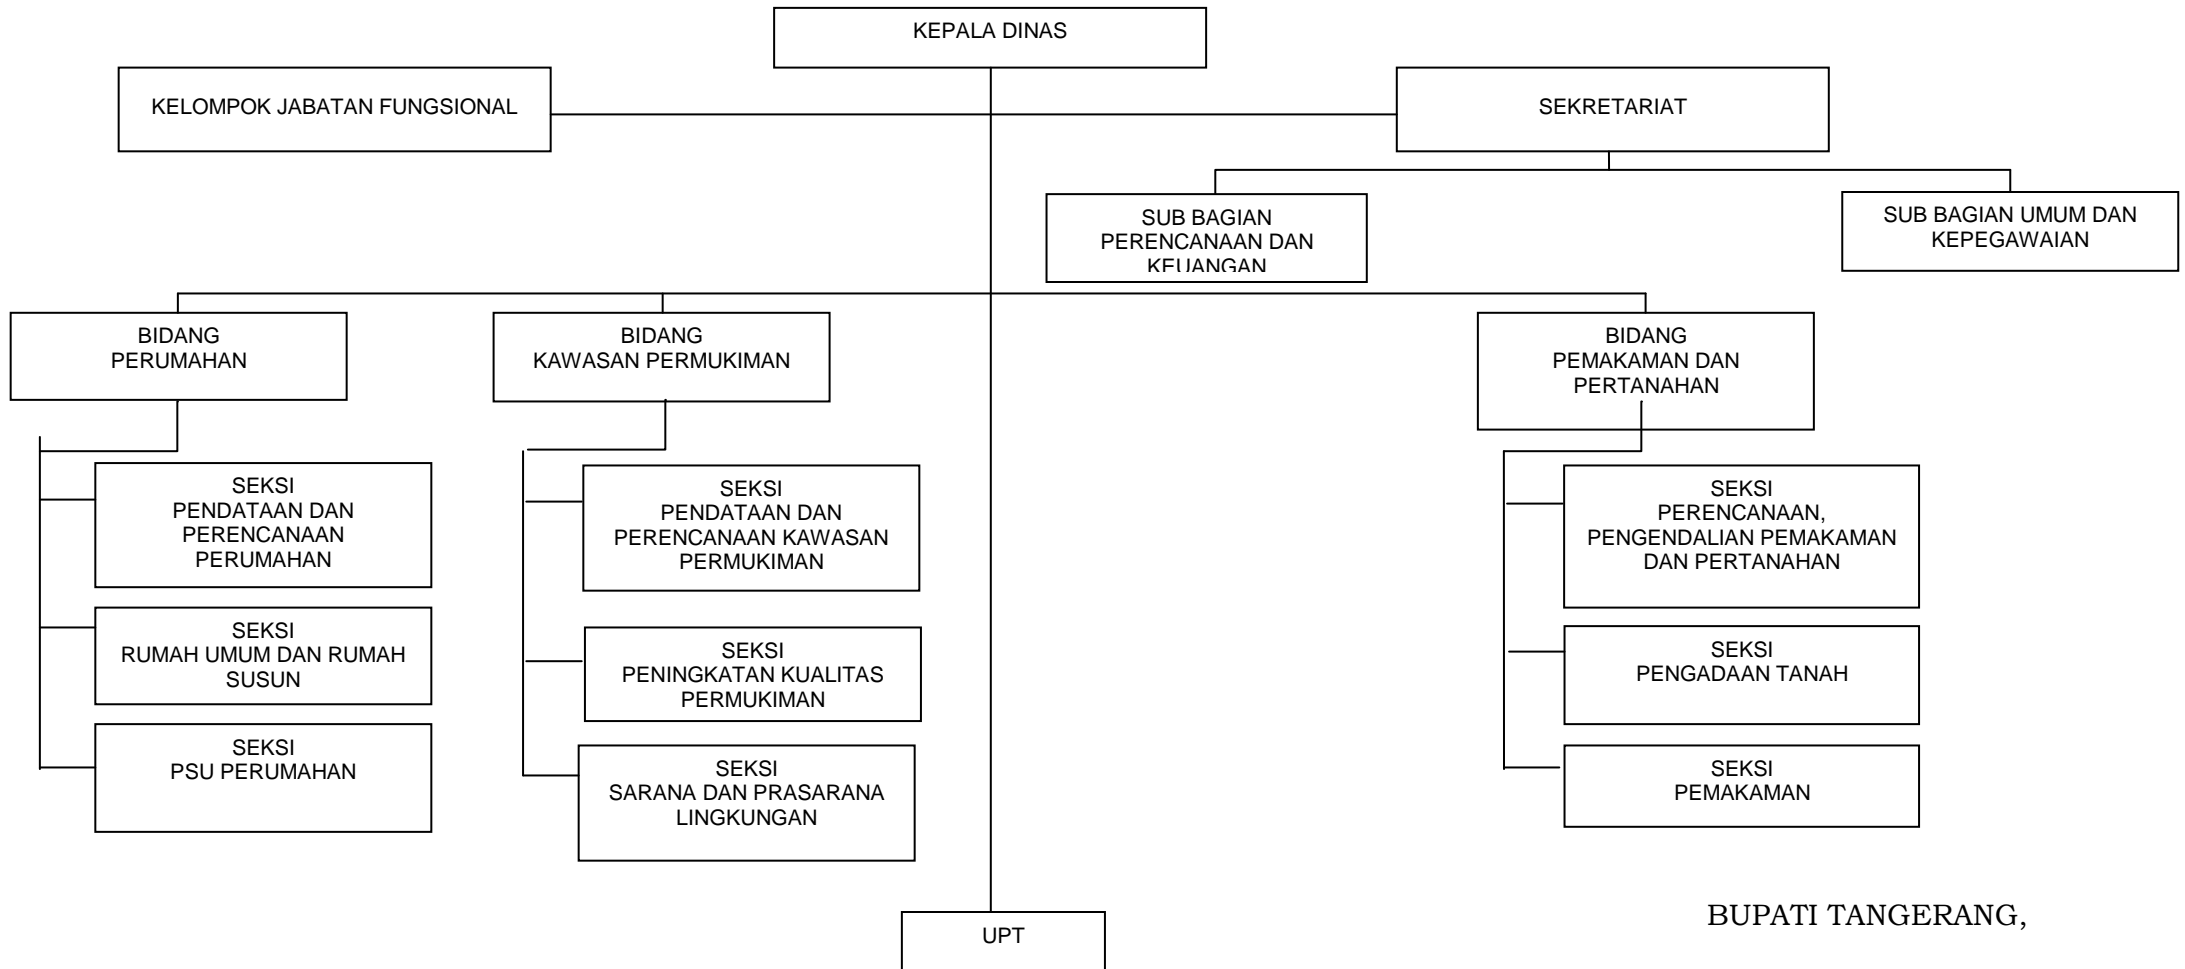 KEPALA DINAS
KELOMPOK JABATAN FUNGSIONAL
SEKRETARIAT
SUB BAGIAN
PERENCANAAN DAN
KEUANGAN
SUB BAGIAN UMUM DAN
KEPEGAWAIAN
BIDANG
PERUMAHAN
BIDANG
KAWASAN PERMUKIMAN
BIDANG
PEMAKAMAN DAN
PERTANAHAN
SEKSI
PENDATAAN DAN
PERENCANAAN
PERUMAHAN
SEKSI
RUMAH UMUM DAN RUMAH
SUSUN
SEKSI
PSU PERUMAHAN
SEKSI
PENDATAAN DAN
PERENCANAAN KAWASAN
PERMUKIMAN
SEKSI
PENINGKATAN KUALITAS
PERMUKIMAN
SEKSI
SARANA DAN PRASARANA
LINGKUNGAN
SEKSI
PERENCANAAN,
PENGENDALIAN PEMAKAMAN
DAN PERTANAHAN
SEKSI
PENGADAAN TANAH
SEKSI
PEMAKAMAN
UPT
BUPATI TANGERANG,